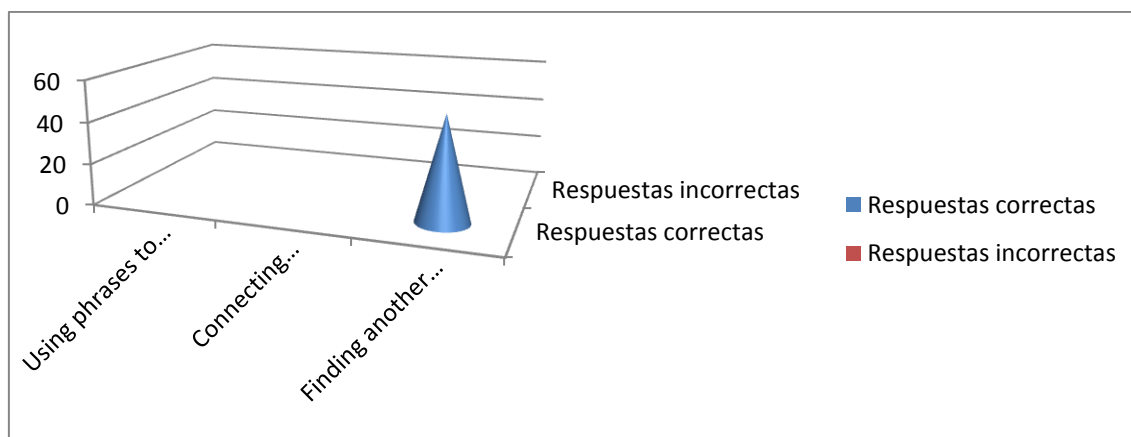 60
40
20
0
Respuestas incorrectas
Respuestas correctas
Using phrases to...
Connecting...
Finding another...
Respuestas correctas
Respuestas incorrectas